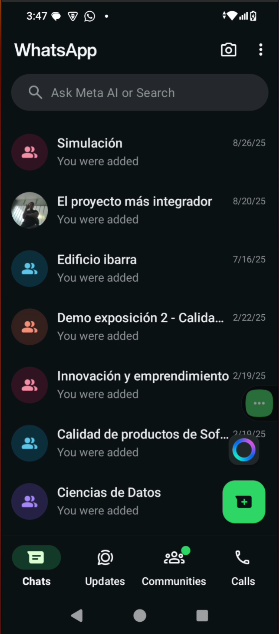 3:47
WhatsApp
Ask Meta AI or Search
Simulación 8/26/25
You were added
El proyecto más integrador 8/20/25
You were added
Edificio ibarra 7/16/25
You were added
Demo exposición 2 - Calida... 2/22/25
You were added
Innovación y emprendimiento 2/19/25
You were added
Calidad de productos de Sof... 2/19/25
You were added
Ciencias de Datos
You were added
Chats Updates Communities Calls